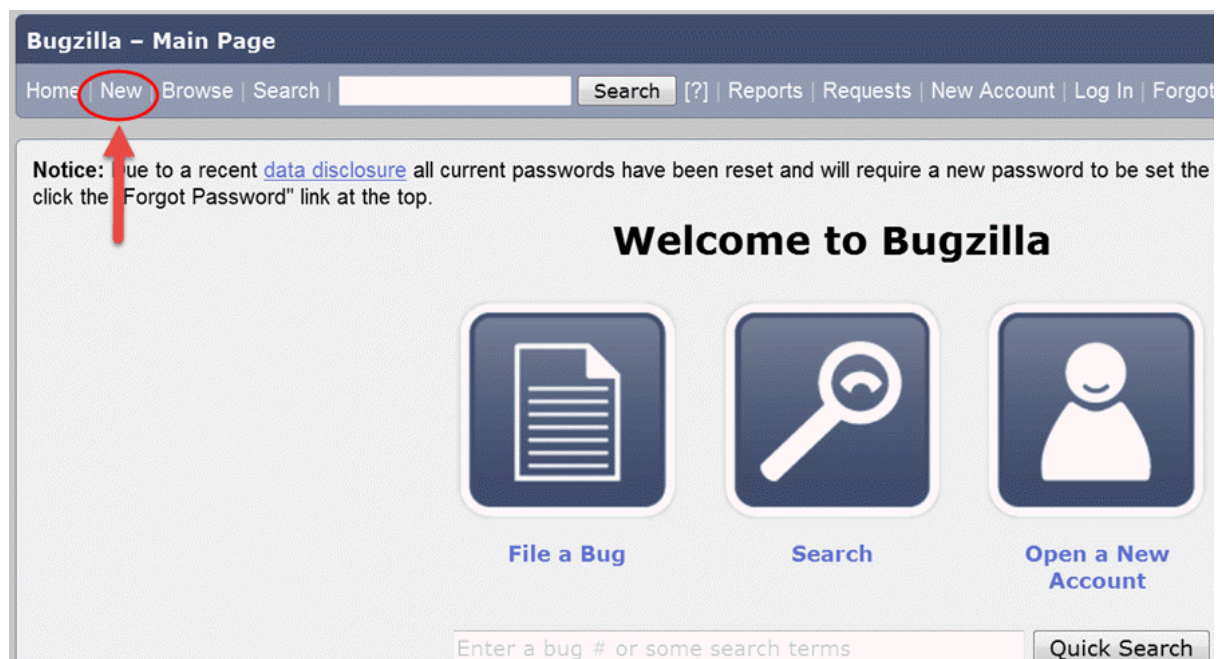 Bugzilla – Main Page
Home | New | Browse | Search | Search [?] | Reports | Requests | New Account | Log In | Forgot
Notice: Due to a recent data disclosure all current passwords have been reset and will require a new password to be set the
click the "Forgot Password" link at the top.
Welcome to Bugzilla
File a Bug
Search
Open a New
Account
Enter a bug # or some search terms
Quick Search